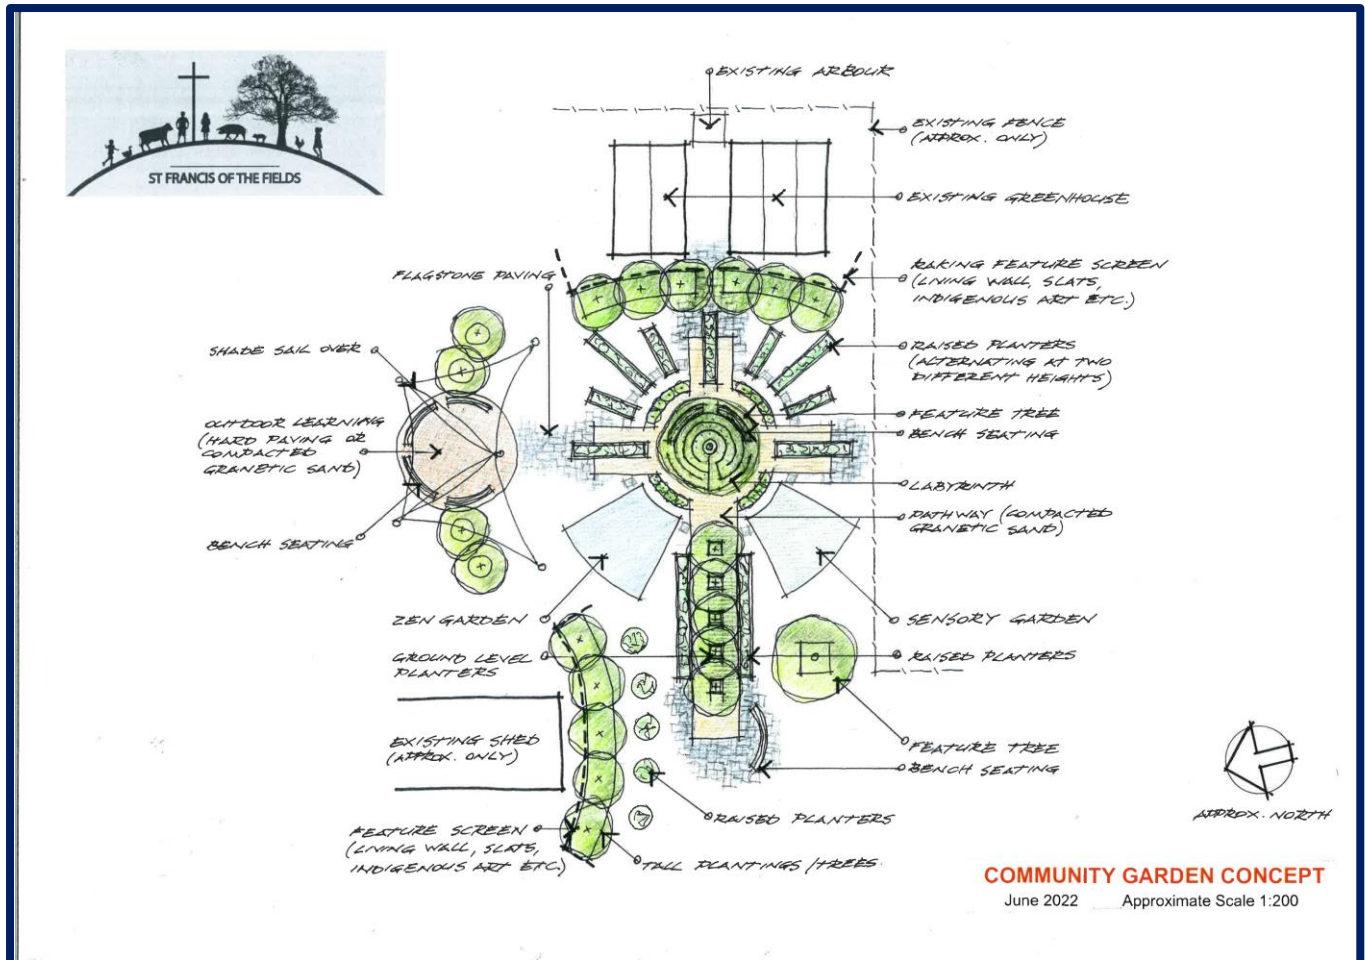 ST FRANCIS OF THE FIELDS
EXISTING ARBOUR
EXISTING FENCE
(APPROX. ONLY)
EXISTING GREENHOUSE
RAKING FEATURE SCREEN
(LIVING WALL, SLATS,
INDIGENOUS ART ETC.)
FLAGSTONE PAVING
RAISED PLANTERS
(ALTERNATING AT TWO
DIFFERENT HEIGHTS)
SHADE SAIL OVER
FEATURE TREE
BENCH SEATING
OUTDOOR LEARNING
(HARD PAVING OR
COMPACTED
GRANETIC SAND)
LABYRINTH
PATHWAY (COMPACTED
GRANETIC SAND)
BENCH SEATING
ZEN GARDEN
SENSORY GARDEN
GROUND LEVEL
PLANTERS
RAISED PLANTERS
EXISTING SHED
(APPROX. ONLY)
FEATURE TREE
BENCH SEATING
RAISED PLANTERS
FEATURE SCREEN
(LIVING WALL, SLATS,
INDIGENOUS ART ETC.)
TALL PLANTINGS / TREES.
APPROX. NORTH
COMMUNITY GARDEN CONCEPT
June 2022 Approximate Scale 1:200